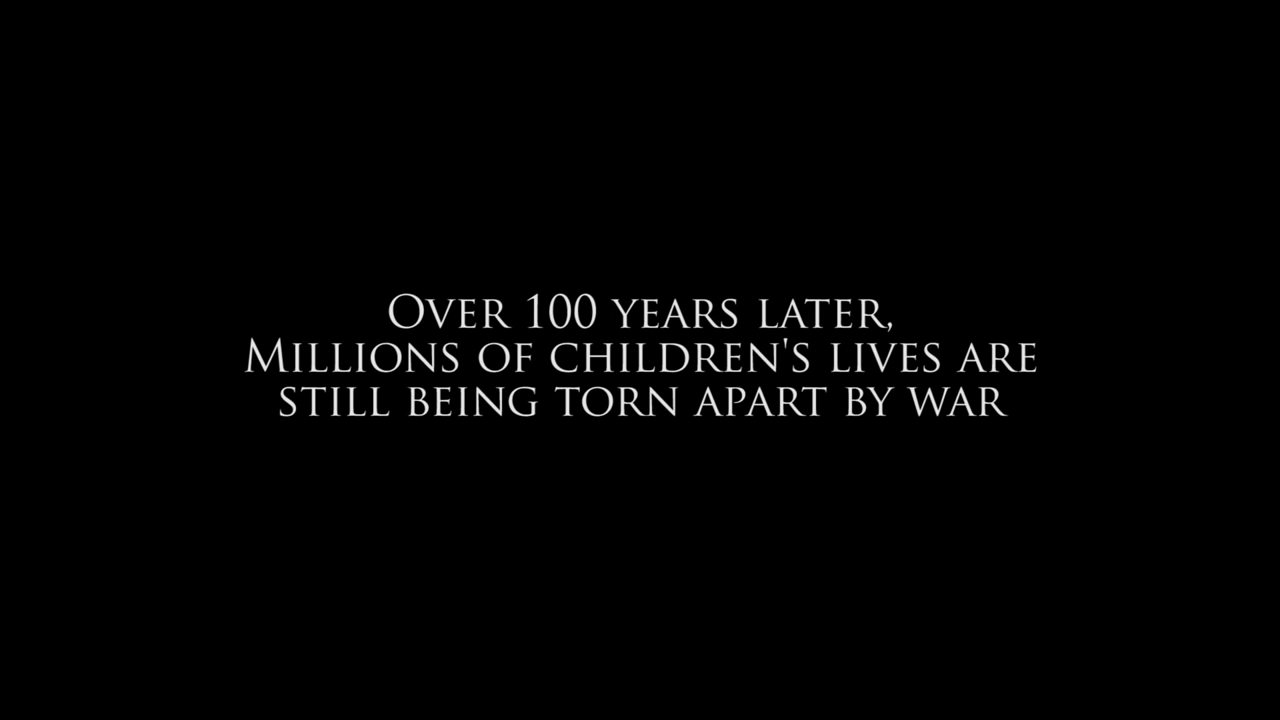 Over 100 years later,
Millions of children's lives are
still being torn apart by war